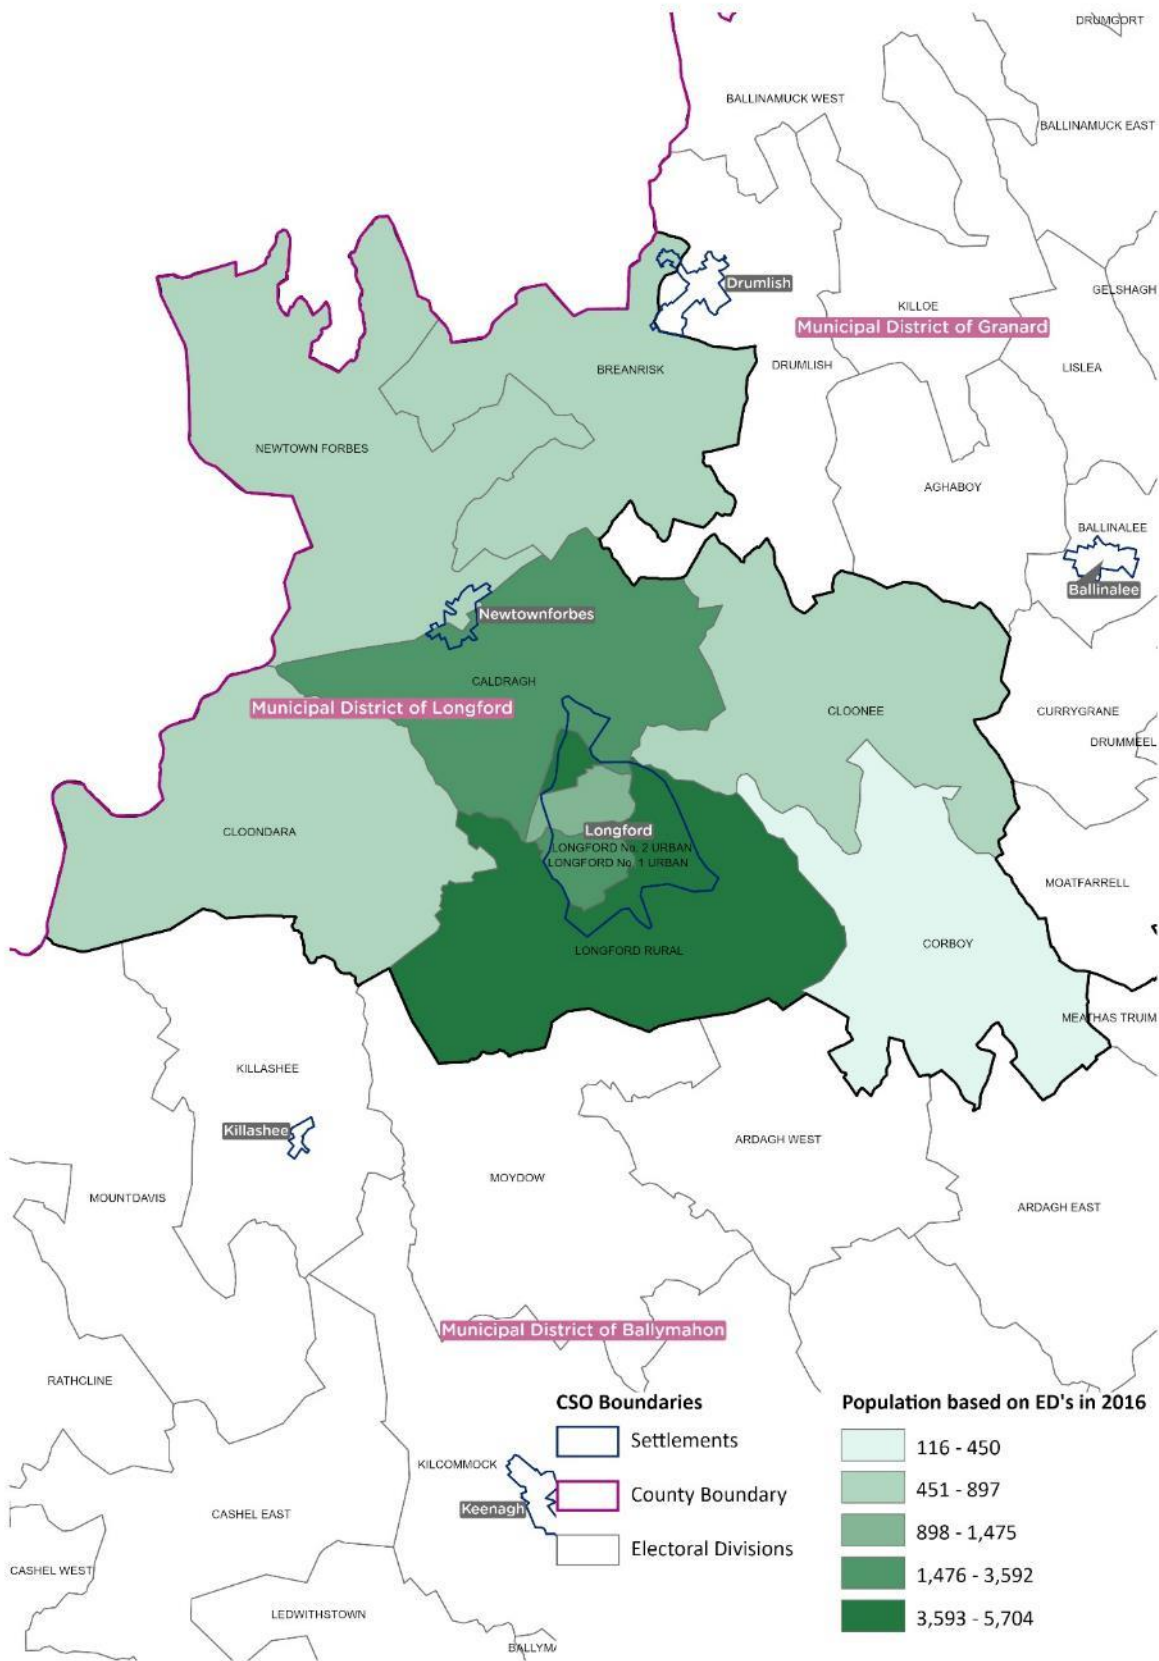 DRUMGORT
BALLINAMUCK WEST
BALLINAMUCK EAST
Drumlish
GELSHAGH
KILLOE
Municipal District of Granard
BREANRISK
DRUMLISH
LISLEA
NEWTOWN FORBES
AGHABOY
BALLINALEE
Ballinalee
Newtownforbes
CALDRAGH
Municipal District of Longford
CLOONEE
CURRYGRANE
DRUMMEEL
CLOONDARA
Longford
LONGFORD No. 2 URBAN
LONGFORD No. 1 URBAN
MOATFARRELL
LONGFORD RURAL
CORBOY
MEATHAS TRUIM
KILLASHEE
Killashee
ARDAGH WEST
MOYDOW
MOUNTDAVIS
ARDAGH EAST
Municipal District of Ballymahon
RATHCLINE
KILCOMMOCK
Keenagh
CASHEL EAST
CASHEL WEST
LEDWITHSTOWN
BALLYMA
CSO Boundaries
Settlements
County Boundary
Electoral Divisions
Population based on ED's in 2016
116 - 450
451 - 897
898 - 1,475
1,476 - 3,592
3,593 - 5,704